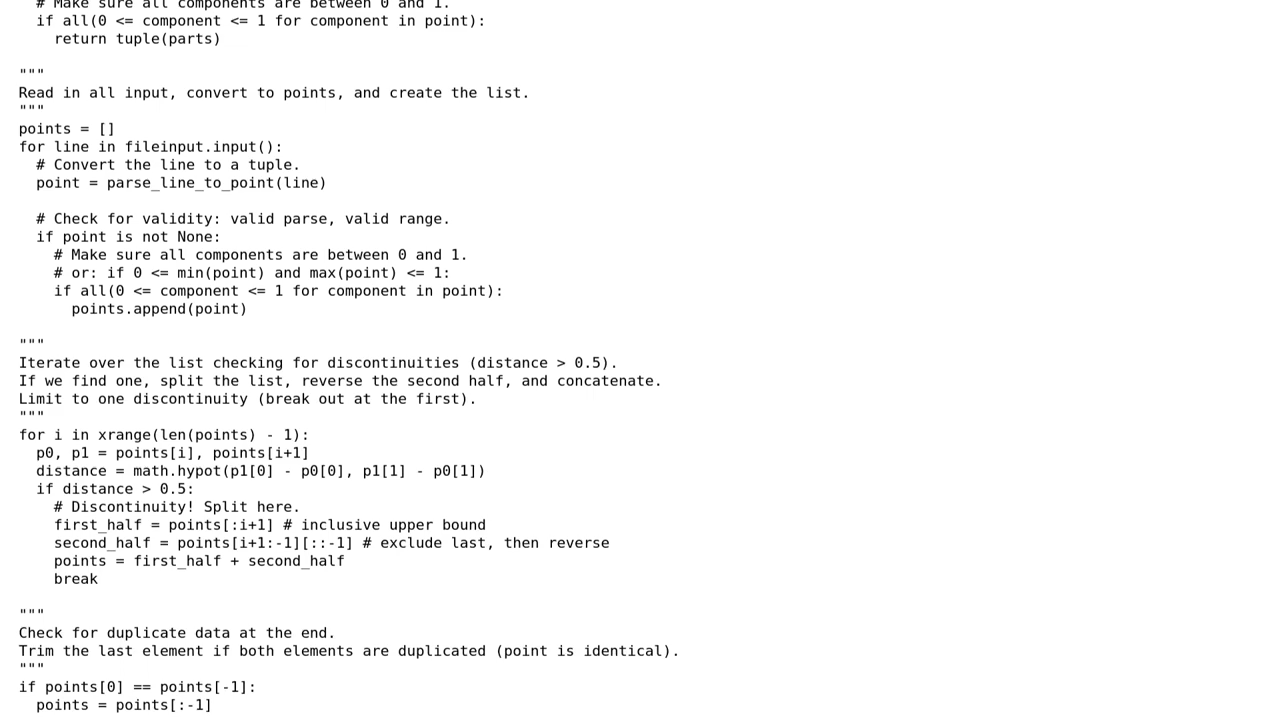 # Make sure all components are between 0 and 1.
if all(0 <= component <= 1 for component in point):
return tuple(parts)
"""
Read in all input, convert to points, and create the list.
"""
points = []
for line in fileinput.input():
# Convert the line to a tuple.
point = parse_line_to_point(line)
# Check for validity: valid parse, valid range.
if point is not None:
# Make sure all components are between 0 and 1.
# or: if 0 <= min(point) and max(point) <= 1:
if all(0 <= component <= 1 for component in point):
points.append(point)
"""
Iterate over the list checking for discontinuities (distance > 0.5).
If we find one, split the list, reverse the second half, and concatenate.
Limit to one discontinuity (break out at the first).
"""
for i in xrange(len(points) - 1):
p0, p1 = points[i], points[i+1]
distance = math.hypot(p1[0] - p0[0], p1[1] - p0[1])
if distance > 0.5:
# Discontinuity! Split here.
first_half = points[:i+1] # inclusive upper bound
second_half = points[i+1:-1][::-1] # exclude last, then reverse
points = first_half + second_half
break
"""
Check for duplicate data at the end.
Trim the last element if both elements are duplicated (point is identical).
"""
if points[0] == points[-1]:
points = points[:-1]